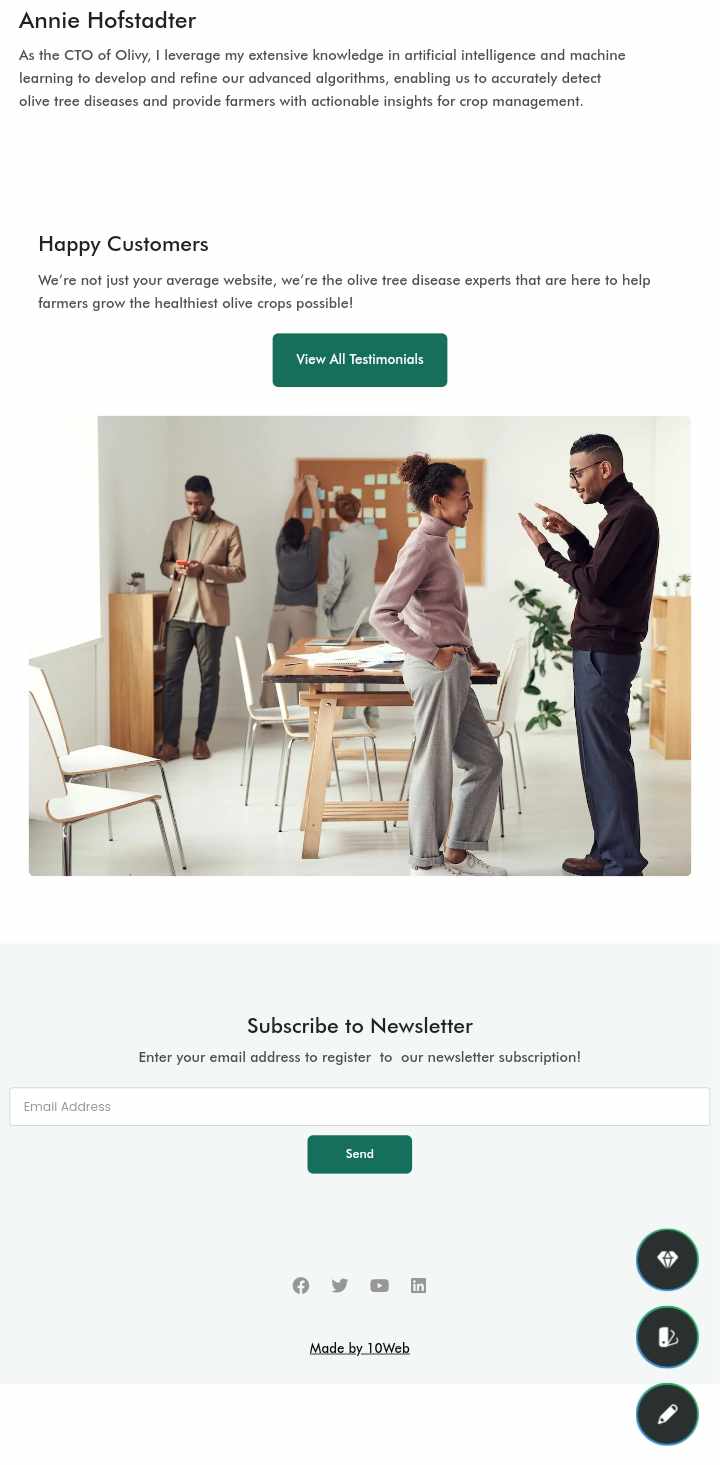 Annie Hofstadter
As the CTO of Olivy, I leverage my extensive knowledge in artificial intelligence and machine
learning to develop and refine our advanced algorithms, enabling us to accurately detect
olive tree diseases and provide farmers with actionable insights for crop management.
Happy Customers
We’re not just your average website, we’re the olive tree disease experts that are here to help
farmers grow the healthiest olive crops possible!
View All Testimonials
Subscribe to Newsletter
Enter your email address to register  to  our newsletter subscription!
Email Address
Send
Made by 10Web